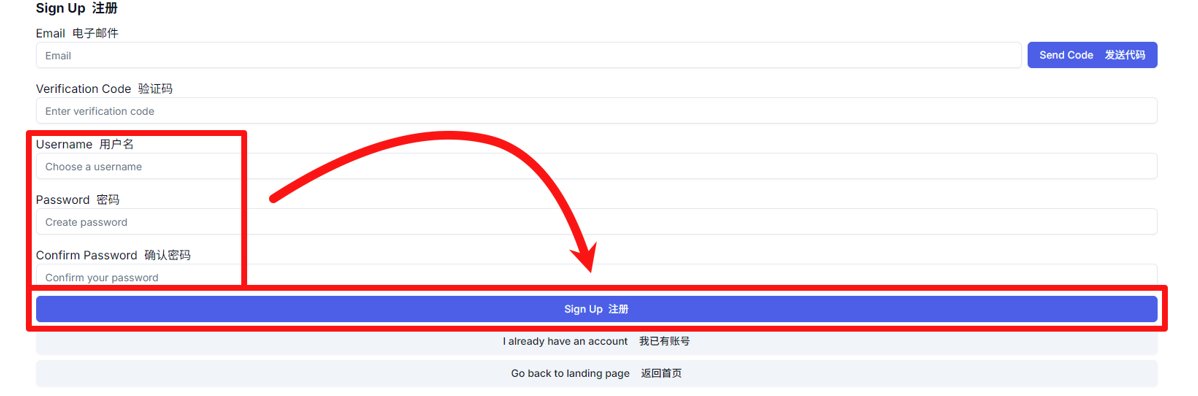 Sign Up 注册
Email 电子邮件
Email
Send Code 发送代码
Verification Code 验证码
Enter verification code
Username 用户名
Choose a username
Password 密码
Create password
Confirm Password 确认密码
Confirm your password
Sign Up 注册
I already have an account 我已有账号
Go back to landing page 返回首页